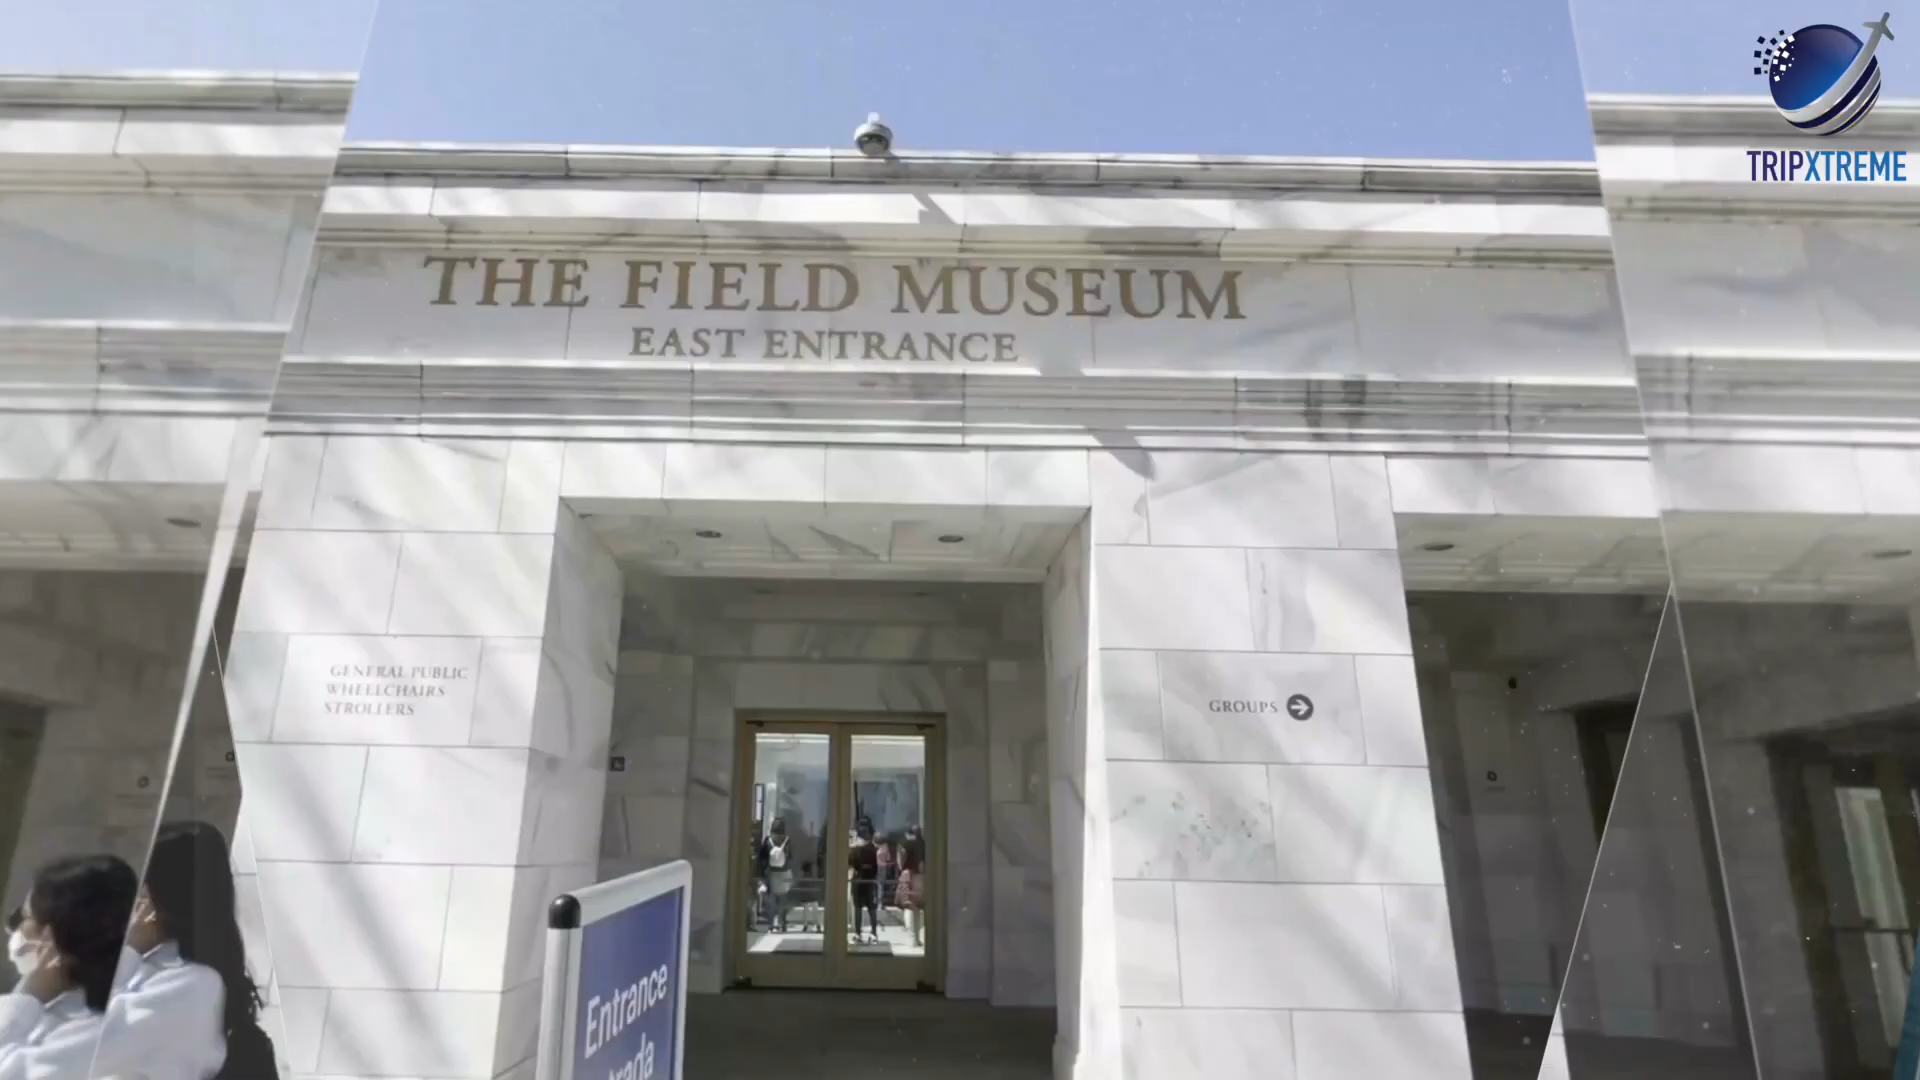 TRIPXTREME
THE FIELD MUSEUM
EAST ENTRANCE
GENERAL PUBLIC
WHEELCHAIRS
STROLLERS
GROUPS
Entrance